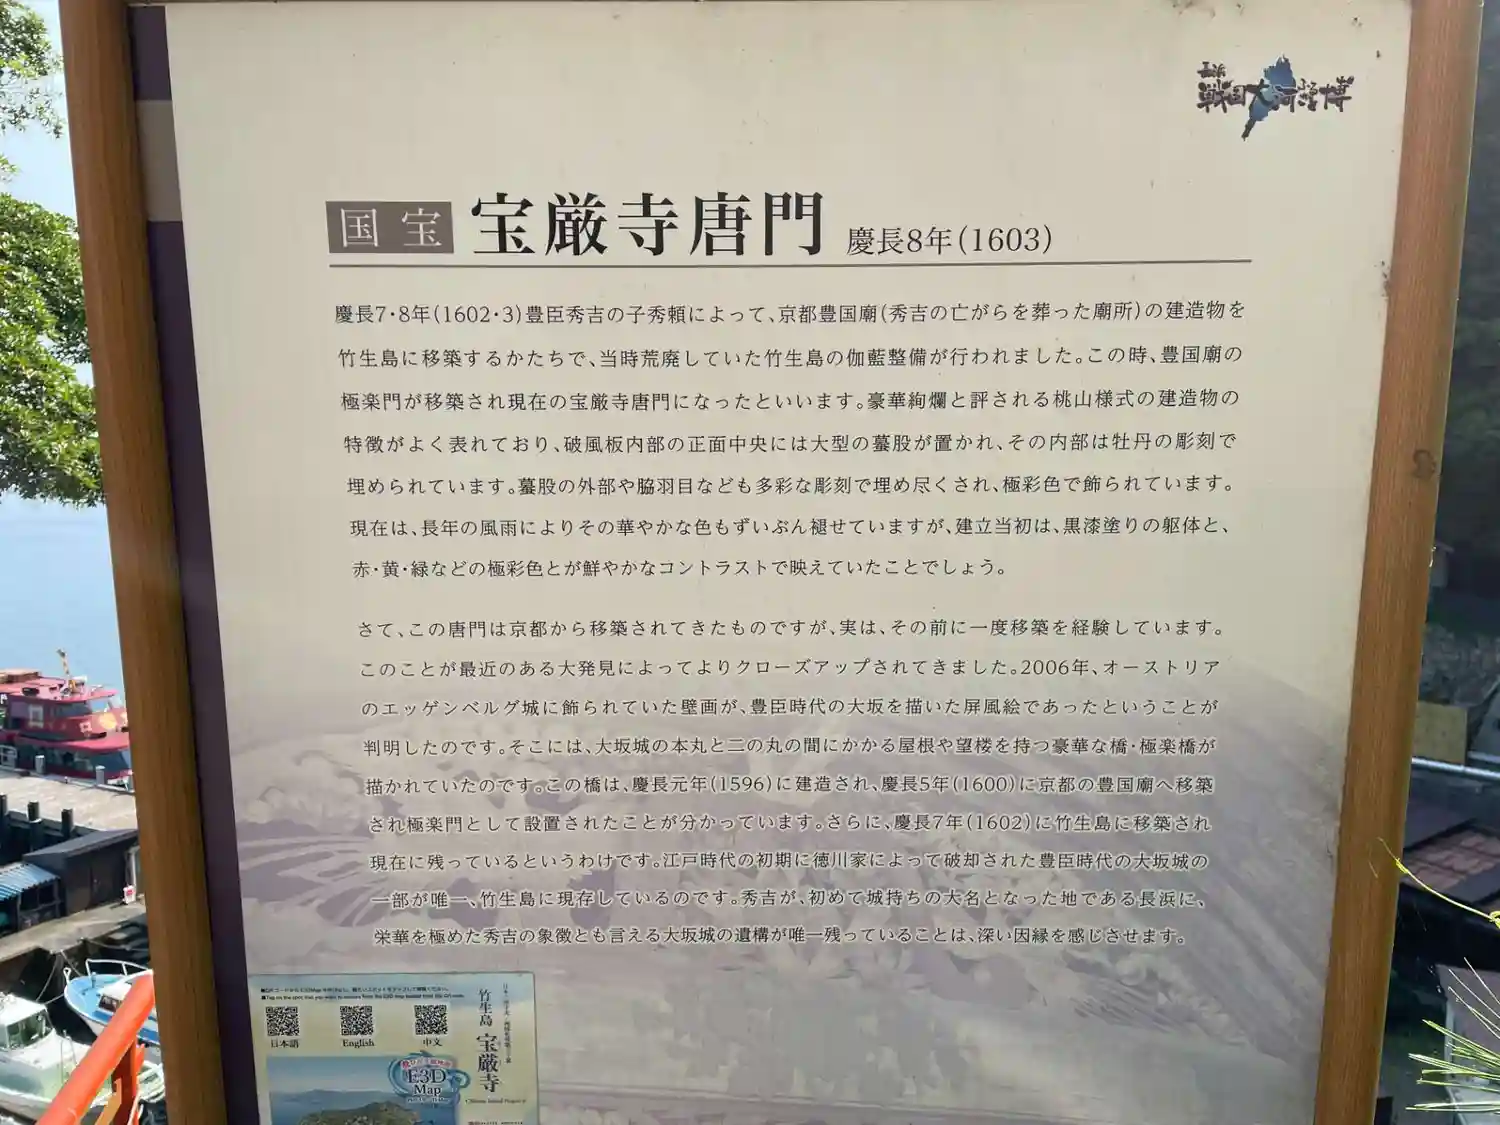 長浜
戦国大河ふるさと博
国宝 宝厳寺唐門 慶長8年(1603)
慶長7・8年(1602・3)豊臣秀吉の子秀頼によって、京都豊国廟(秀吉の亡がらを葬った廟所)の建造物を
竹生島に移築するかたちで、当時荒廃していた竹生島の伽藍整備が行われました。この時、豊国廟の
極楽門が移築され現在の宝厳寺唐門になったといいます。豪華絢爛と評される桃山様式の建造物の
特徴がよく表れており、破風板内部の正面中央には大型の蟇股が置かれ、その内部は牡丹の彫刻で
埋められています。蟇股の外部や脇羽目なども多彩な彫刻で埋め尽くされ、極彩色で飾られています。
現在は、長年の風雨によりその華やかな色もずいぶん褪せていますが、建立当初は、黒漆塗りの躯体と、
赤・黄・緑などの極彩色とが鮮やかなコントラストで映えていたことでしょう。
さて、この唐門は京都から移築されてきたものですが、実は、その前に一度移築を経験しています。
このことが最近のある大発見によってよりクローズアップされてきました。2006年、オーストリア
のエッゲンベルグ城に飾られていた壁画が、豊臣時代の大坂を描いた屏風絵であったということが
判明したのです。そこには、大坂城の本丸と二の丸の間にかかる屋根や望楼を持つ豪華な橋・極楽橋が
描かれていたのです。この橋は、慶長元年(1596)に建造され、慶長5年(1600)に京都の豊国廟へ移築
され極楽門として設置されたことが分かっています。さらに、慶長7年(1602)に竹生島に移築され
現在に残っているというわけです。江戸時代の初期に徳川家によって破却された豊臣時代の大坂城の
一部が唯一、竹生島に現存しているのです。秀吉が、初めて城持ちの大名となった地である長浜に、
栄華を極めた秀吉の象徴とも言える大坂城の遺構が唯一残っていることは、深い因縁を感じさせます。
日本語 English 中文
竹生島 宝厳寺
E3D
Map